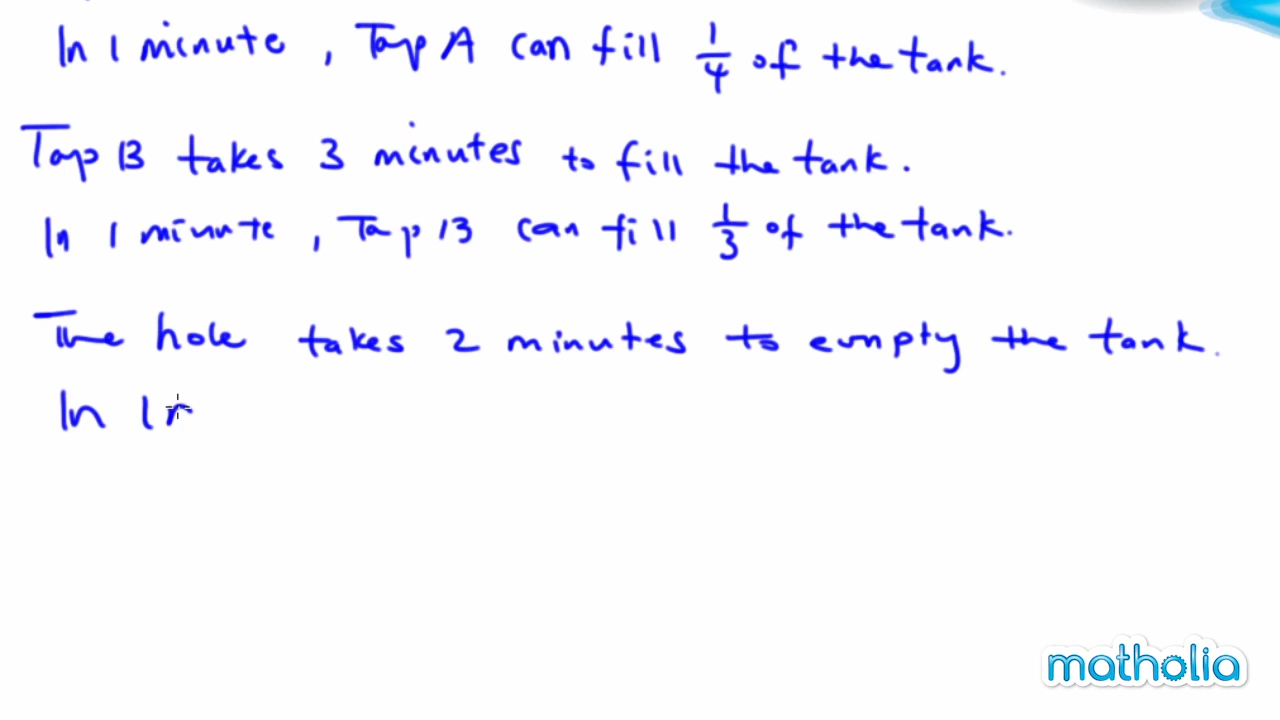 In 1 minute, Tap A can fill 1/4 of the tank.
Tap B takes 3 minutes to fill the tank.
In 1 minute, Tap B can fill 1/3 of the tank.
The hole takes 2 minutes to empty the tank.
In 1
matholia